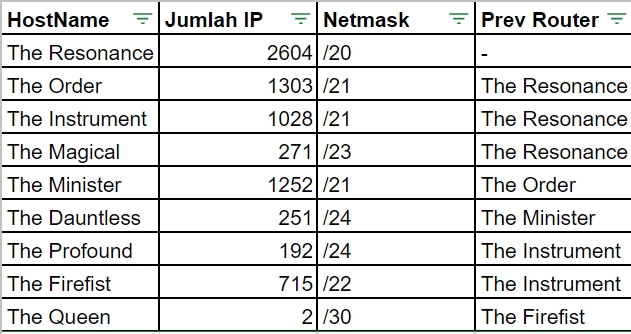 HostName Jumlah IP Netmask Prev Router
The Resonance 2604 /20 -
The Order 1303 /21 The Resonance
The Instrument 1028 /21 The Resonance
The Magical 271 /23 The Resonance
The Minister 1252 /21 The Order
The Dauntless 251 /24 The Minister
The Profound 192 /24 The Instrument
The Firefist 715 /22 The Instrument
The Queen 2 /30 The Firefist